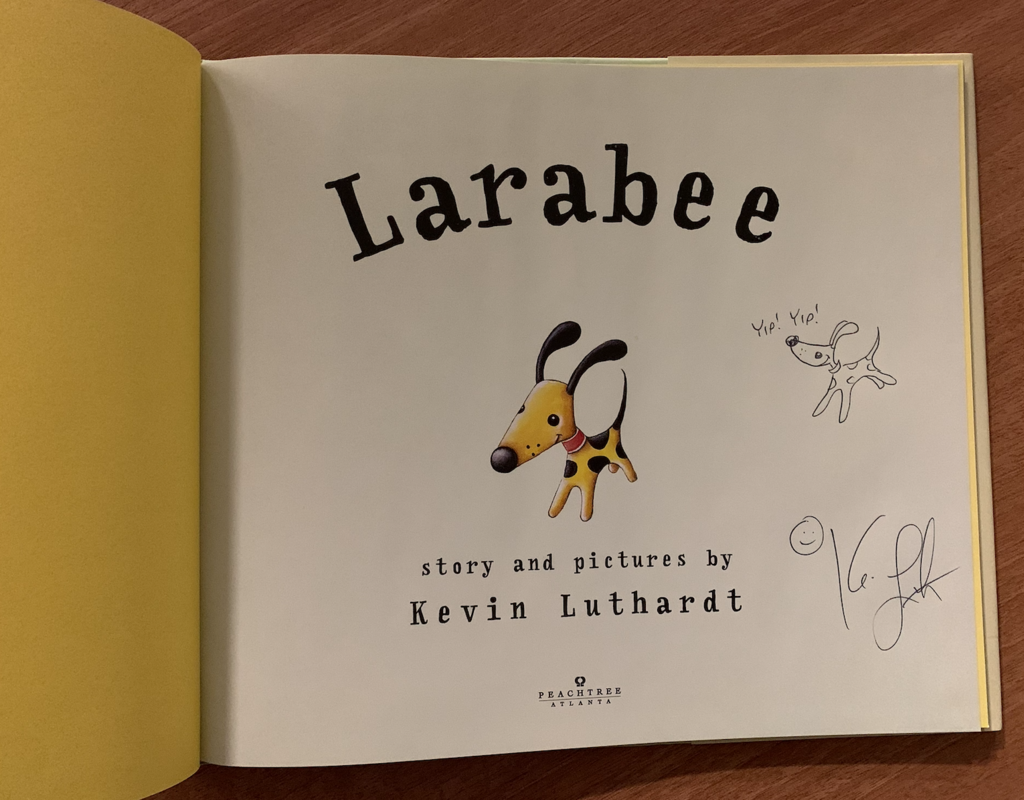 Larabee
Yip! Yip!
story and pictures by
Kevin Luthardt
PEACHTREE
ATLANTA